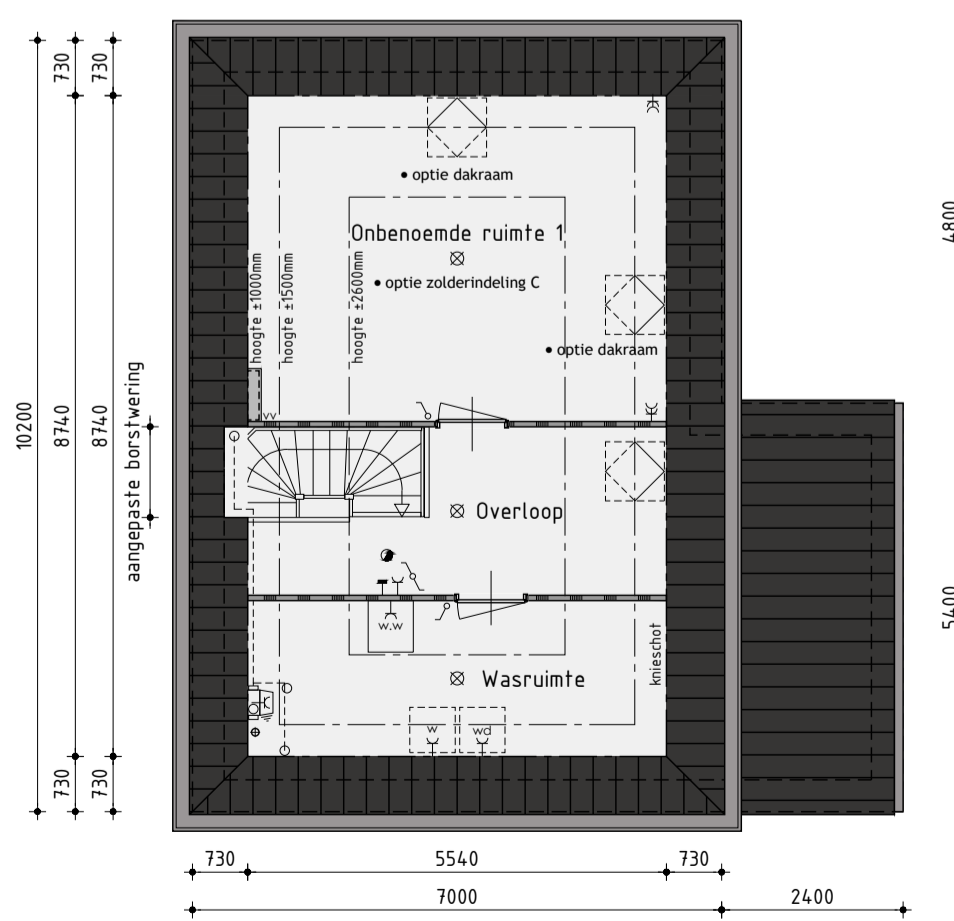 730
730
10200
8740
8740
aangepaste borstwering
730
730
optie dakraam
Onbenoemde ruimte 1
optie zolderindeling C
hoogte ±1000mm
hoogte ±1500mm
hoogte ±2600mm
optie dakraam
vv
Overloop
w.w
knieschot
Wasruimte
w
wd
4800
5400
730
5540
730
7000
2400